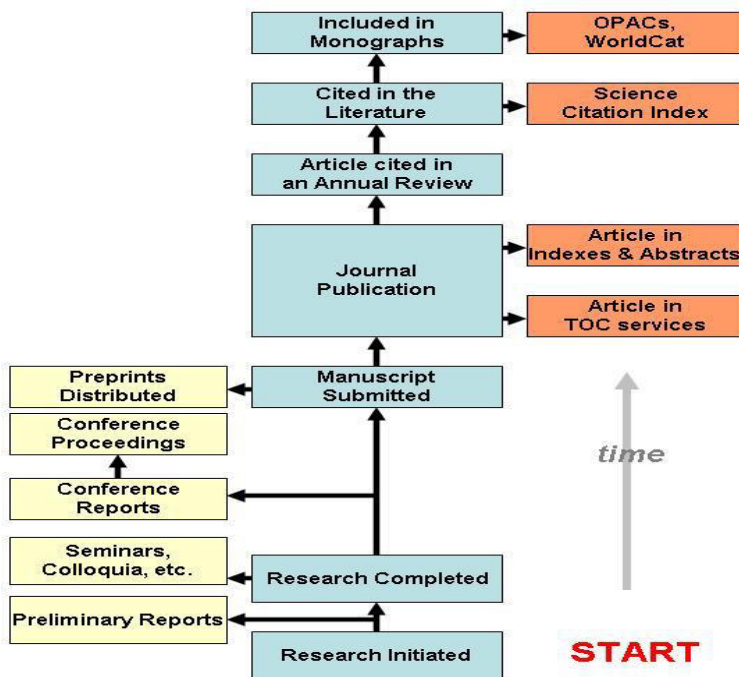 Included in
Monographs
OPACs,
WorldCat
Cited in the
Literature
Science
Citation Index
Article cited in
an Annual Review
Journal
Publication
Article in
Indexes & Abstracts
Article in
TOC services
Preprints
Distributed
Manuscript
Submitted
Conference
Proceedings
time
Conference
Reports
Seminars,
Colloquia, etc.
Research Completed
Preliminary Reports
Research Initiated
START